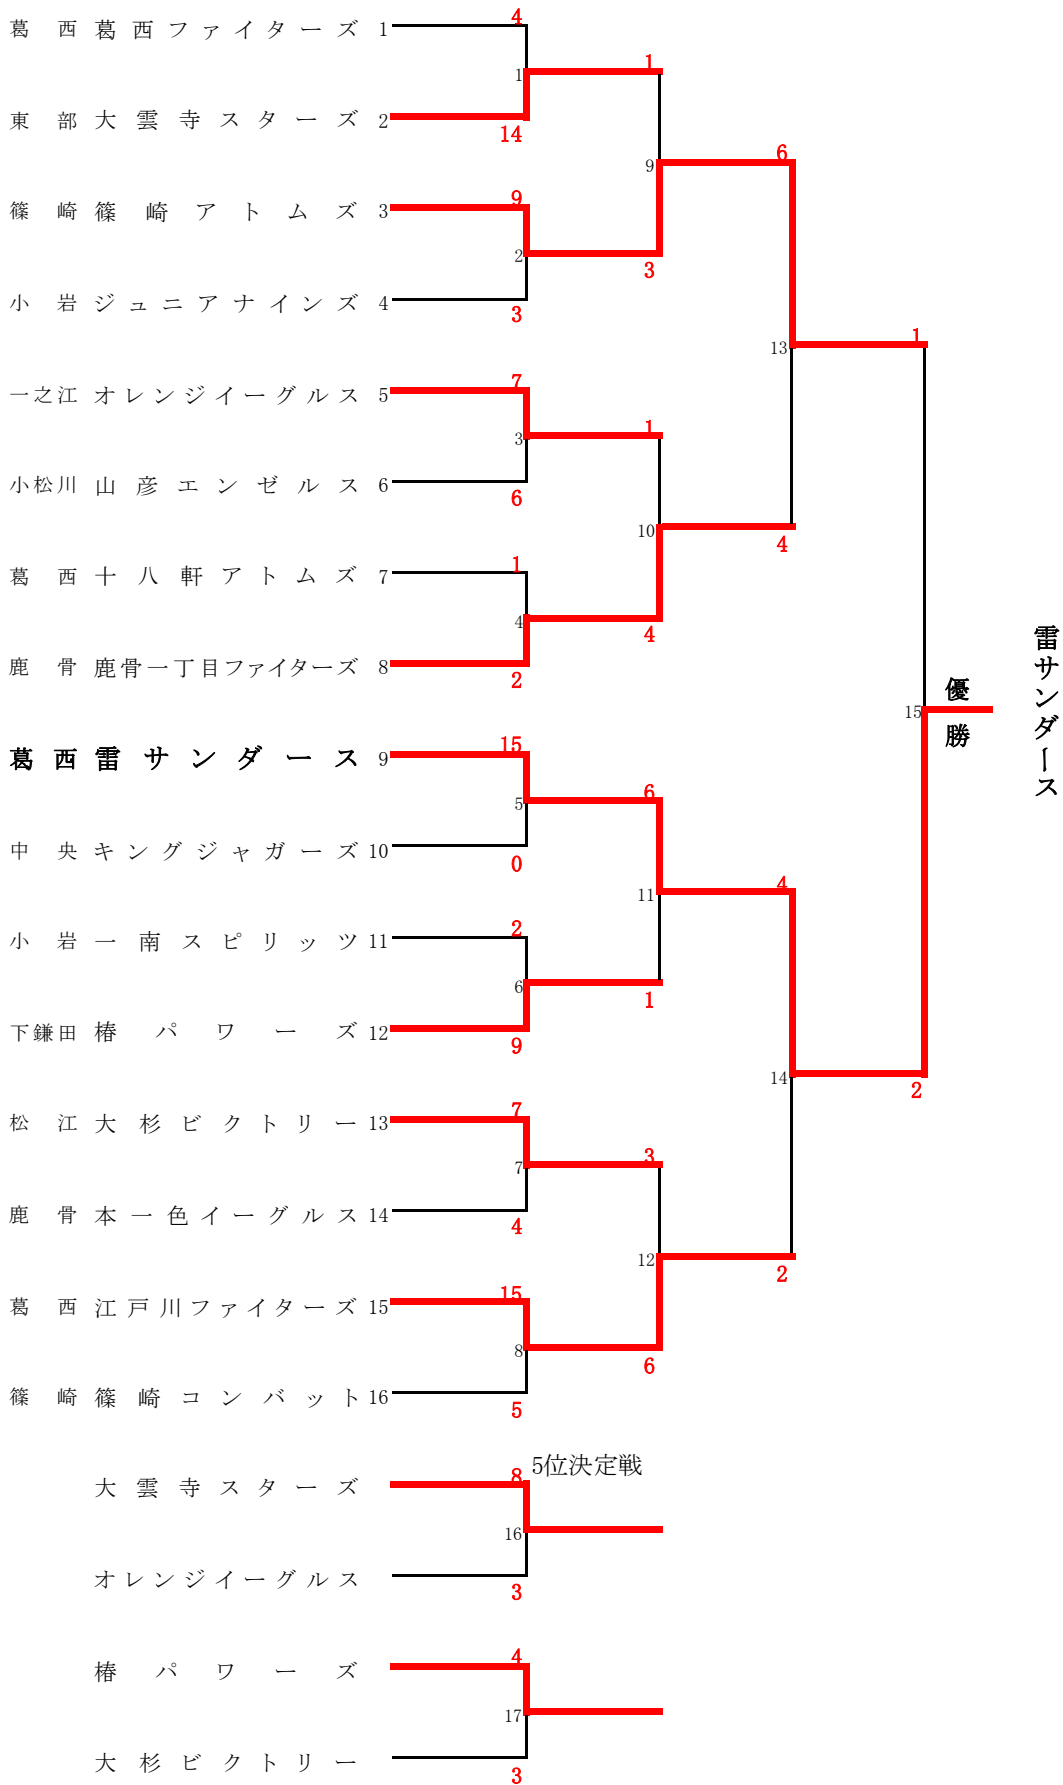 葛西 葛西ファイターズ 1
4
1
1
東部 大雲寺スターズ 2
14
6
9
篠崎 篠崎アトムズ 3
9
2
3
小岩 ジュニアナインズ 4
3
1
13
一之江 オレンジイーグルス 5
7
3
1
小松川 山彦エンゼルス 6
6
10
4
葛西 十八軒アトムズ 7
1
4
4
鹿骨 鹿骨一丁目ファイターズ 8
2
15
優勝
雷サンダース
葛西 雷サンダース 9
15
5
6
中央 キングジャガーズ 10
0
11
4
小岩 一南スピリッツ 11
2
6
1
下鎌田 椿パワーズ 12
9
14
2
松江 大杉ビクトリー 13
7
7
3
鹿骨 本一色イーグルス 14
4
12
2
葛西 江戸川ファイターズ 15
15
8
6
篠崎 篠崎コンバット 16
5
5位決定戦
大雲寺スターズ
8
16
オレンジイーグルス
3
椿パワーズ
4
17
大杉ビクトリー
3